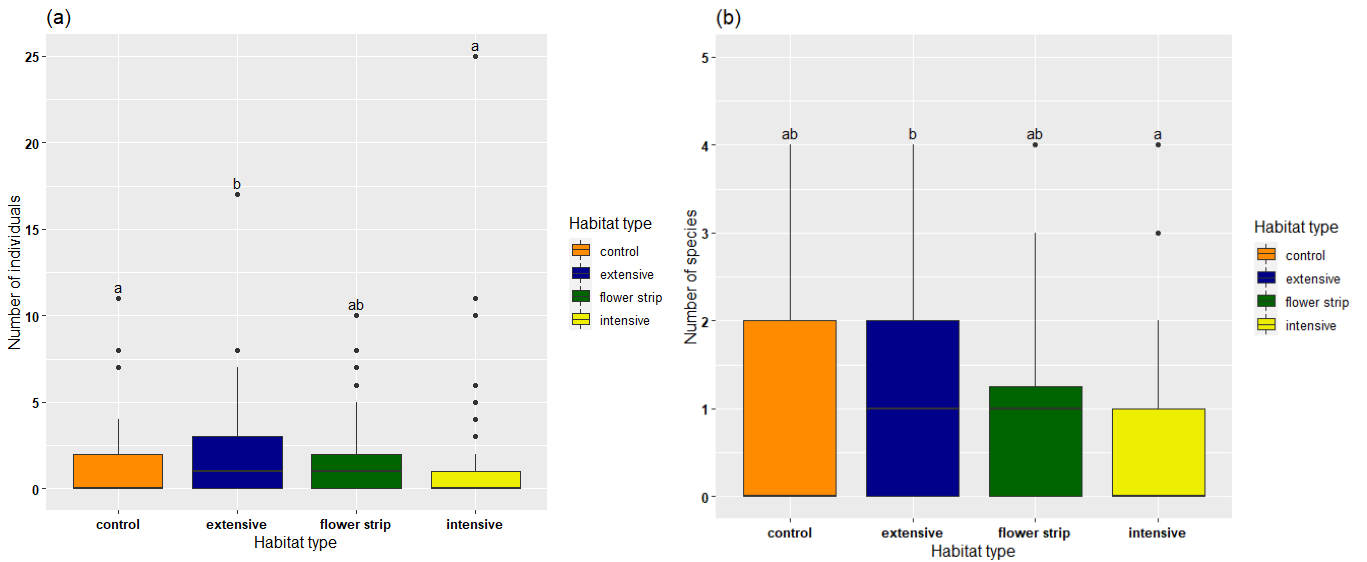 (a)
Number of individuals
25
20
15
10
5
0
a
b
ab
a
control
extensive
flower strip
intensive
Habitat type
Habitat type
control
extensive
flower strip
intensive
(b)
Number of species
5
4
3
2
1
0
ab
b
ab
a
control
extensive
flower strip
intensive
Habitat type
Habitat type
control
extensive
flower strip
intensive